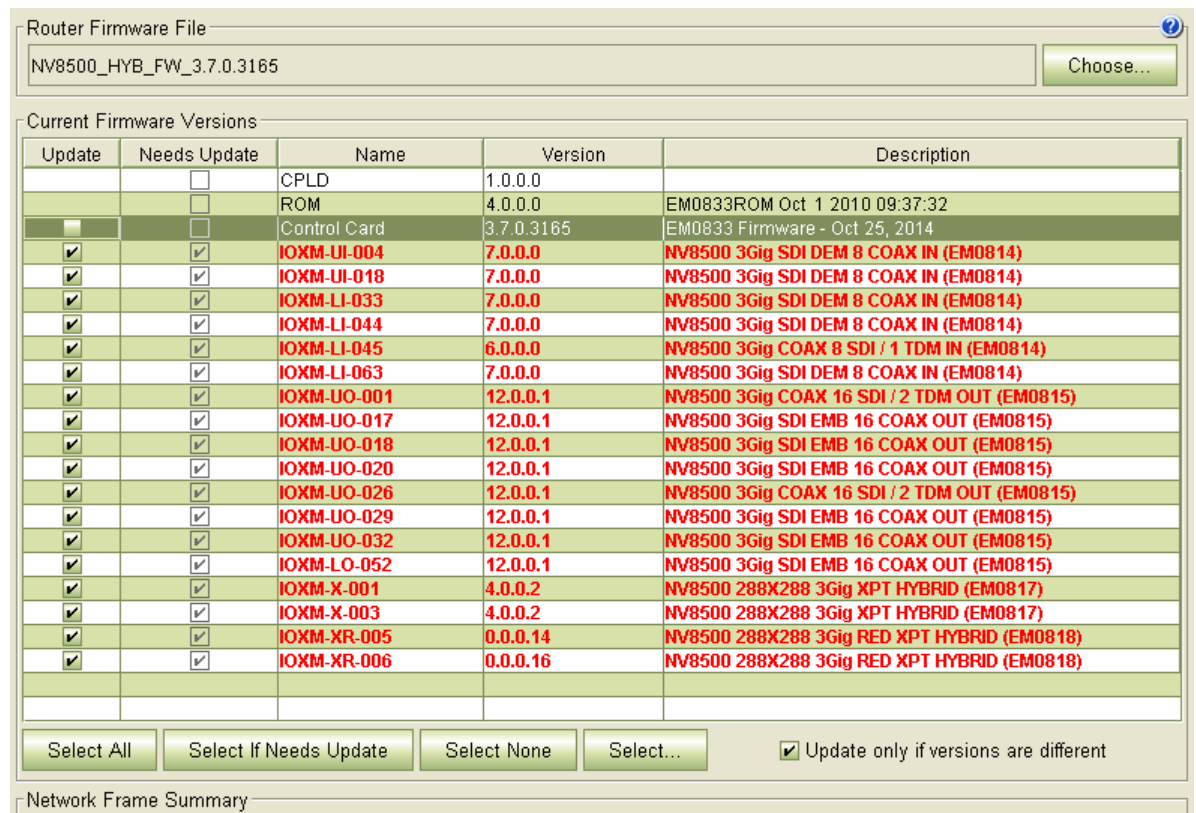 Router Firmware File
NV8500_HYB_FW_3.7.0.3165 Choose...
Current Firmware Versions
Update Needs Update Name Version Description
CPLD 1.0.0.0
ROM 4.0.0.0 EM0833ROM Oct 1 2010 09:37:32
Control Card 3.7.0.3165 EM0833 Firmware - Oct 25, 2014
IOXM-UI-004 7.0.0.0 NV8500 3Gig SDI DEM 8 COAX IN (EM0814)
IOXM-UI-018 7.0.0.0 NV8500 3Gig SDI DEM 8 COAX IN (EM0814)
IOXM-LI-033 7.0.0.0 NV8500 3Gig SDI DEM 8 COAX IN (EM0814)
IOXM-LI-044 7.0.0.0 NV8500 3Gig SDI DEM 8 COAX IN (EM0814)
IOXM-LI-045 6.0.0.0 NV8500 3Gig COAX 8 SDI / 1 TDM IN (EM0814)
IOXM-LI-063 7.0.0.0 NV8500 3Gig SDI DEM 8 COAX IN (EM0814)
IOXM-UO-001 12.0.0.1 NV8500 3Gig COAX 16 SDI / 2 TDM OUT (EM0815)
IOXM-UO-017 12.0.0.1 NV8500 3Gig SDI EMB 16 COAX OUT (EM0815)
IOXM-UO-018 12.0.0.1 NV8500 3Gig SDI EMB 16 COAX OUT (EM0815)
IOXM-UO-020 12.0.0.1 NV8500 3Gig SDI EMB 16 COAX OUT (EM0815)
IOXM-UO-026 12.0.0.1 NV8500 3Gig COAX 16 SDI / 2 TDM OUT (EM0815)
IOXM-UO-029 12.0.0.1 NV8500 3Gig SDI EMB 16 COAX OUT (EM0815)
IOXM-UO-032 12.0.0.1 NV8500 3Gig SDI EMB 16 COAX OUT (EM0815)
IOXM-LO-052 12.0.0.1 NV8500 3Gig SDI EMB 16 COAX OUT (EM0815)
IOXM-X-001 4.0.0.2 NV8500 288X288 3Gig XPT HYBRID (EM0817)
IOXM-X-003 4.0.0.2 NV8500 288X288 3Gig XPT HYBRID (EM0817)
IOXM-XR-005 0.0.0.14 NV8500 288X288 3Gig RED XPT HYBRID (EM0818)
IOXM-XR-006 0.0.0.16 NV8500 288X288 3Gig RED XPT HYBRID (EM0818)
Select All Select If Needs Update Select None Select... Update only if versions are different
Network Frame Summary